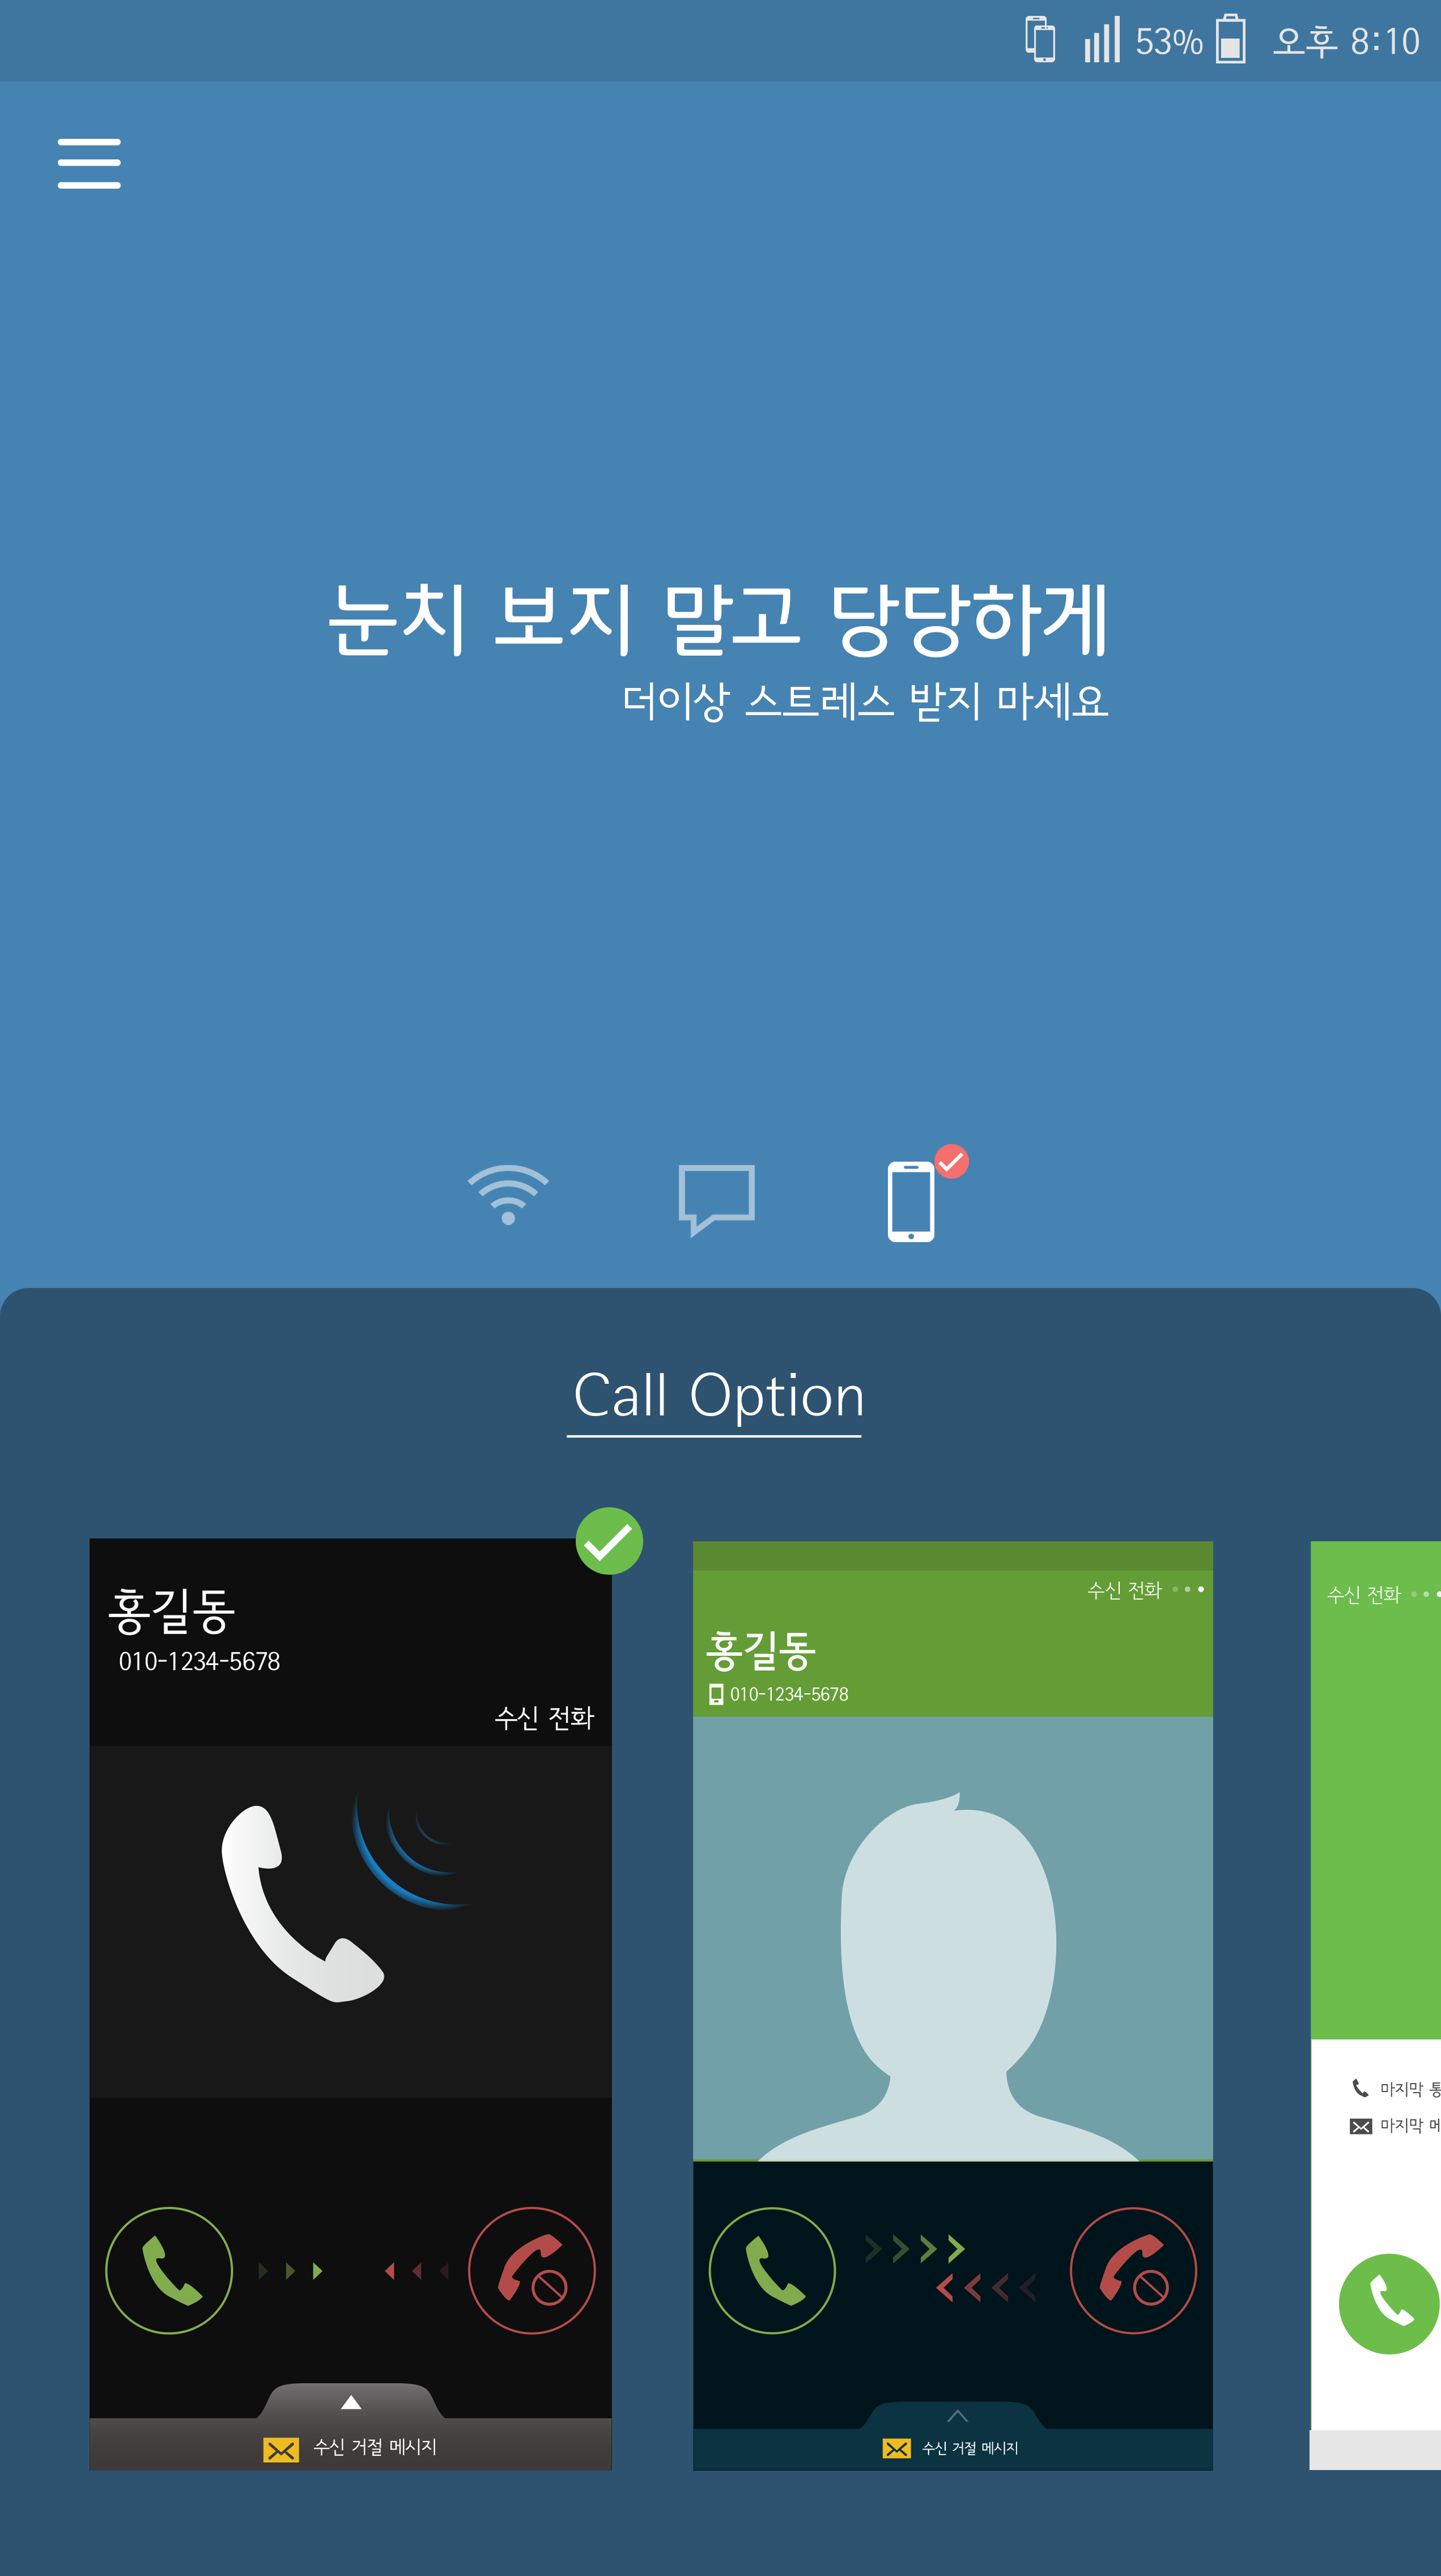 53% 오후 8:10
눈치 보지 말고 당당하게
더이상 스트레스 받지 마세요
Call Option
홍길동
010-1234-5678
수신 전화
수신 거절 메시지
수신 전화
홍길동
010-1234-5678
수신 거절 메시지
수신 전화
마지막
마지막